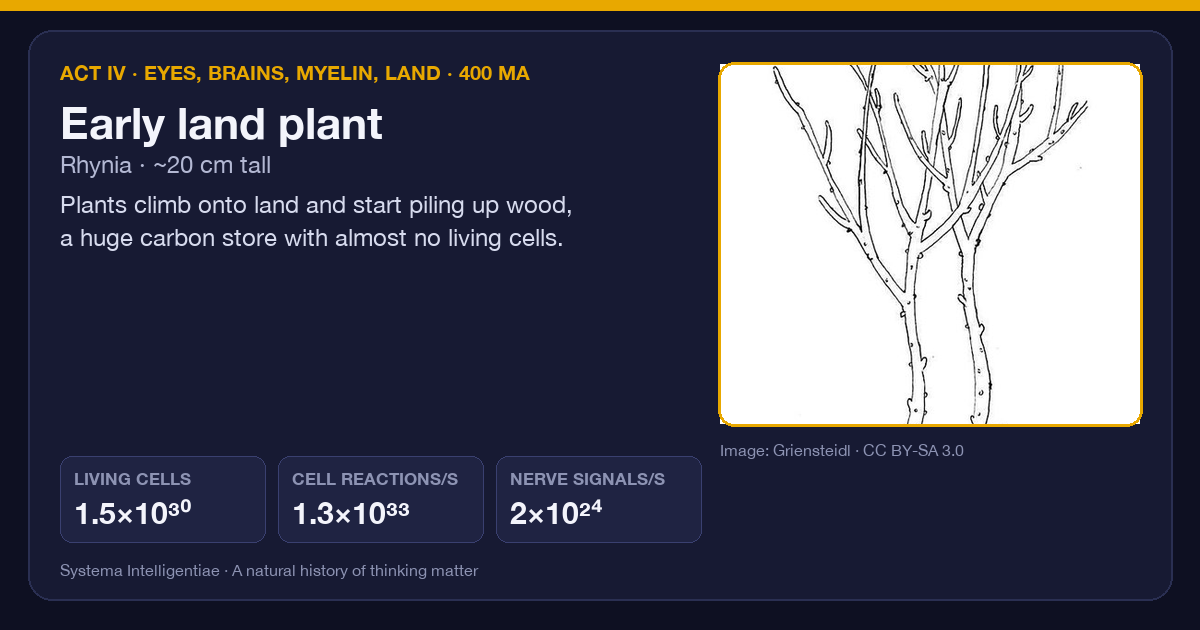 ACT IV · EYES, BRAINS, MYELIN, LAND · 400 MA
Early land plant
Rhynia · ~20 cm tall
Plants climb onto land and start piling up wood,
a huge carbon store with almost no living cells.
Image: Griensteidl · CC BY-SA 3.0
LIVING CELLS
1.5×10³⁰
CELL REACTIONS/S
1.3×10³³
NERVE SIGNALS/S
2×10²⁴
Systema Intelligentiae · A natural history of thinking matter